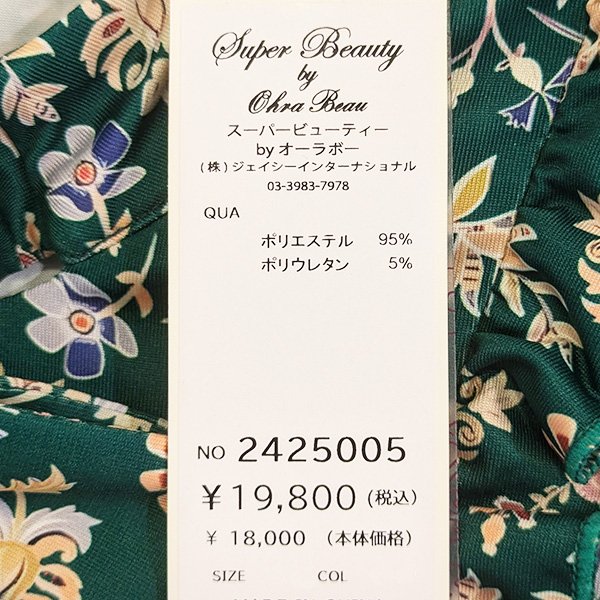 Super Beauty
by
Ohra Beau
スーパービューティー
by オーラボー
(株)ジェイシーインターナショナル
03-3983-7978
QUA
ポリエステル 95%
ポリウレタン 5%
NO 2425005
¥19,800(税込)
¥ 18,000 (本体価格)
SIZE COL